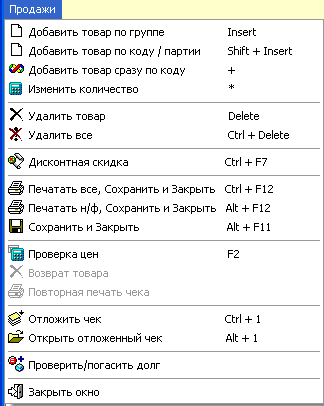 Продажи
Добавить товар по группе Insert
Добавить товар по коду / партии Shift + Insert
Добавить товар сразу по коду +
Изменить количество *
Удалить товар Delete
Удалить все Ctrl + Delete
Дисконтная скидка Ctrl + F7
Печатать все, Сохранить и Закрыть Ctrl + F12
Печатать н/ф, Сохранить и Закрыть Alt + F12
Сохранить и Закрыть Alt + F11
Проверка цен F2
Возврат товара
Повторная печать чека
Отложить чек Ctrl + 1
Открыть отложенный чек Alt + 1
Проверить/погасить долг
Закрыть окно